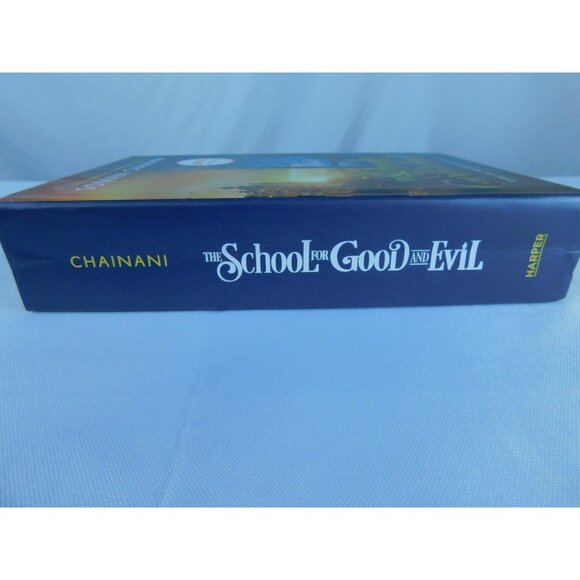 CHAINANI
THE SCHOOL FOR GOOD AND EVIL
HARPER